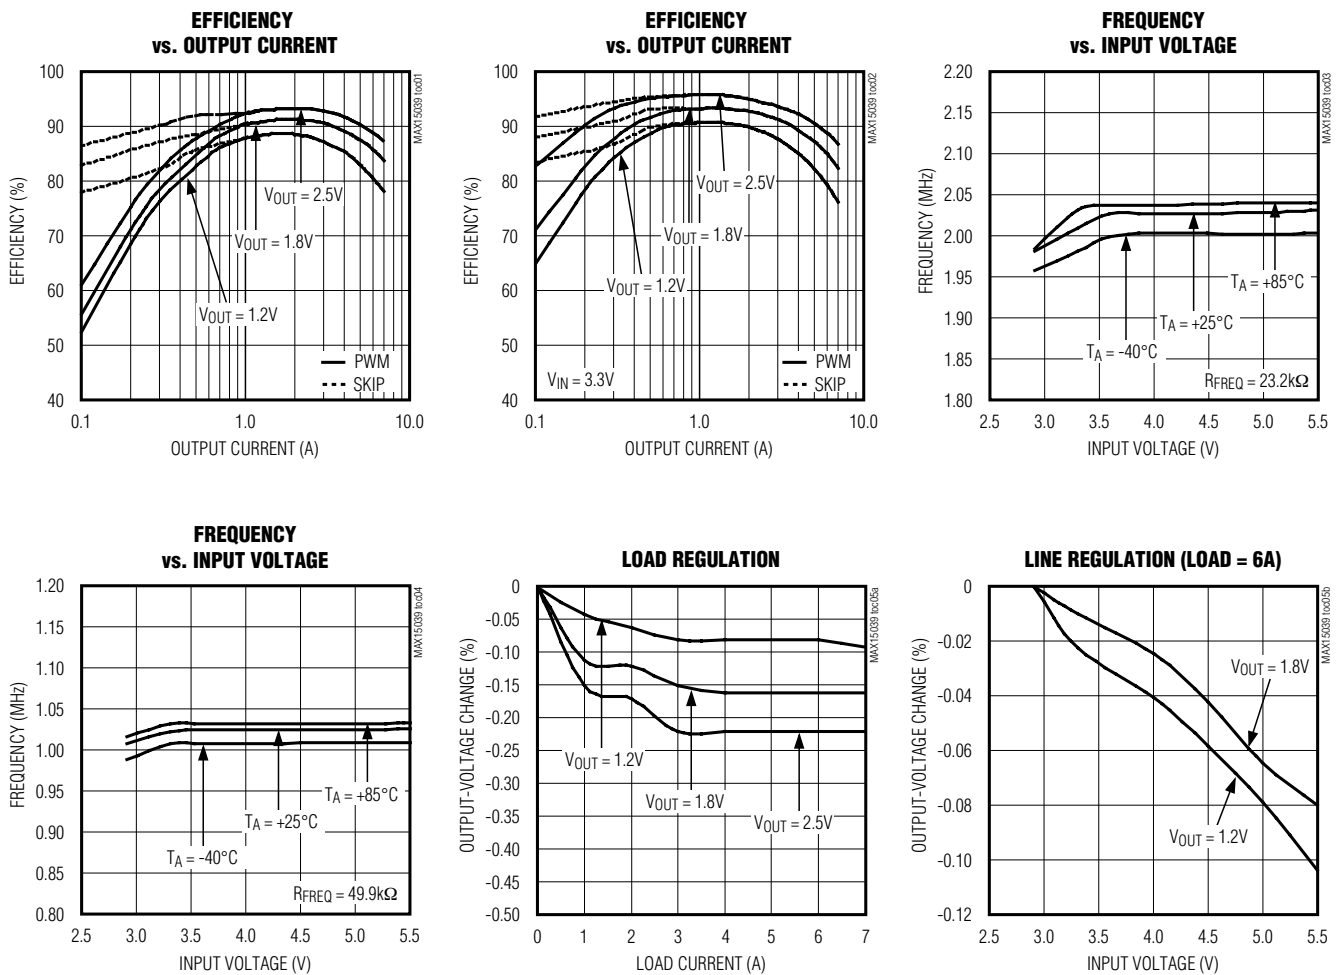 EFFICIENCY
vs. OUTPUT CURRENT
100
90
80
70
60
50
40
EFFICIENCY (%)
0.1
1.0
10.0
OUTPUT CURRENT (A)
VOUT = 2.5V
VOUT = 1.8V
VOUT = 1.2V
PWM
SKIP
MAX15039 toc01
EFFICIENCY
vs. OUTPUT CURRENT
100
90
80
70
60
50
40
EFFICIENCY (%)
0.1
1.0
10.0
OUTPUT CURRENT (A)
VOUT = 2.5V
VOUT = 1.8V
VOUT = 1.2V
VIN = 3.3V
PWM
SKIP
MAX15039 toc02
FREQUENCY
vs. INPUT VOLTAGE
2.20
2.15
2.10
2.05
2.00
1.95
1.90
1.85
1.80
FREQUENCY (MHz)
2.5
3.0
3.5
4.0
4.5
5.0
5.5
INPUT VOLTAGE (V)
TA = +85°C
TA = +25°C
TA = -40°C
RFREQ = 23.2kΩ
MAX15039 toc03
FREQUENCY
vs. INPUT VOLTAGE
1.20
1.15
1.10
1.05
1.00
0.95
0.90
0.85
0.80
FREQUENCY (MHz)
2.5
3.0
3.5
4.0
4.5
5.0
5.5
INPUT VOLTAGE (V)
TA = +85°C
TA = +25°C
TA = -40°C
RFREQ = 49.9kΩ
MAX15039 toc04
LOAD REGULATION
0
-0.05
-0.10
-0.15
-0.20
-0.25
-0.30
-0.35
-0.40
-0.45
-0.50
OUTPUT-VOLTAGE CHANGE (%)
0
1
2
3
4
5
6
7
LOAD CURRENT (A)
VOUT = 1.2V
VOUT = 1.8V
VOUT = 2.5V
MAX15039 toc05a
LINE REGULATION (LOAD = 6A)
0
-0.02
-0.04
-0.06
-0.08
-0.10
-0.12
OUTPUT-VOLTAGE CHANGE (%)
2.5
3.0
3.5
4.0
4.5
5.0
5.5
INPUT VOLTAGE (V)
VOUT = 1.8V
VOUT = 1.2V
MAX15039 toc05b